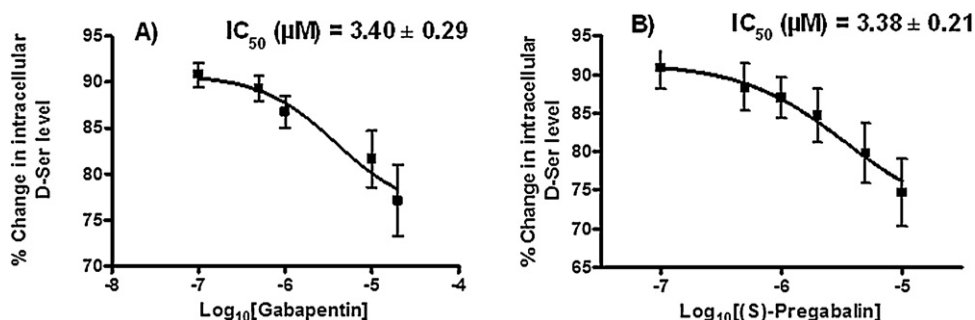 A) IC50 (µM) = 3.40 ± 0.29
95
90
85
80
75
70
% Change in intracellular
D-Ser level
-8 -7 -6 -5 -4
Log10[Gabapentin]
B) IC50 (µM) = 3.38 ± 0.21
95
90
85
80
75
70
65
% Change in intracellular
D-Ser level
-7 -6 -5
Log10[(S)-Pregabalin]